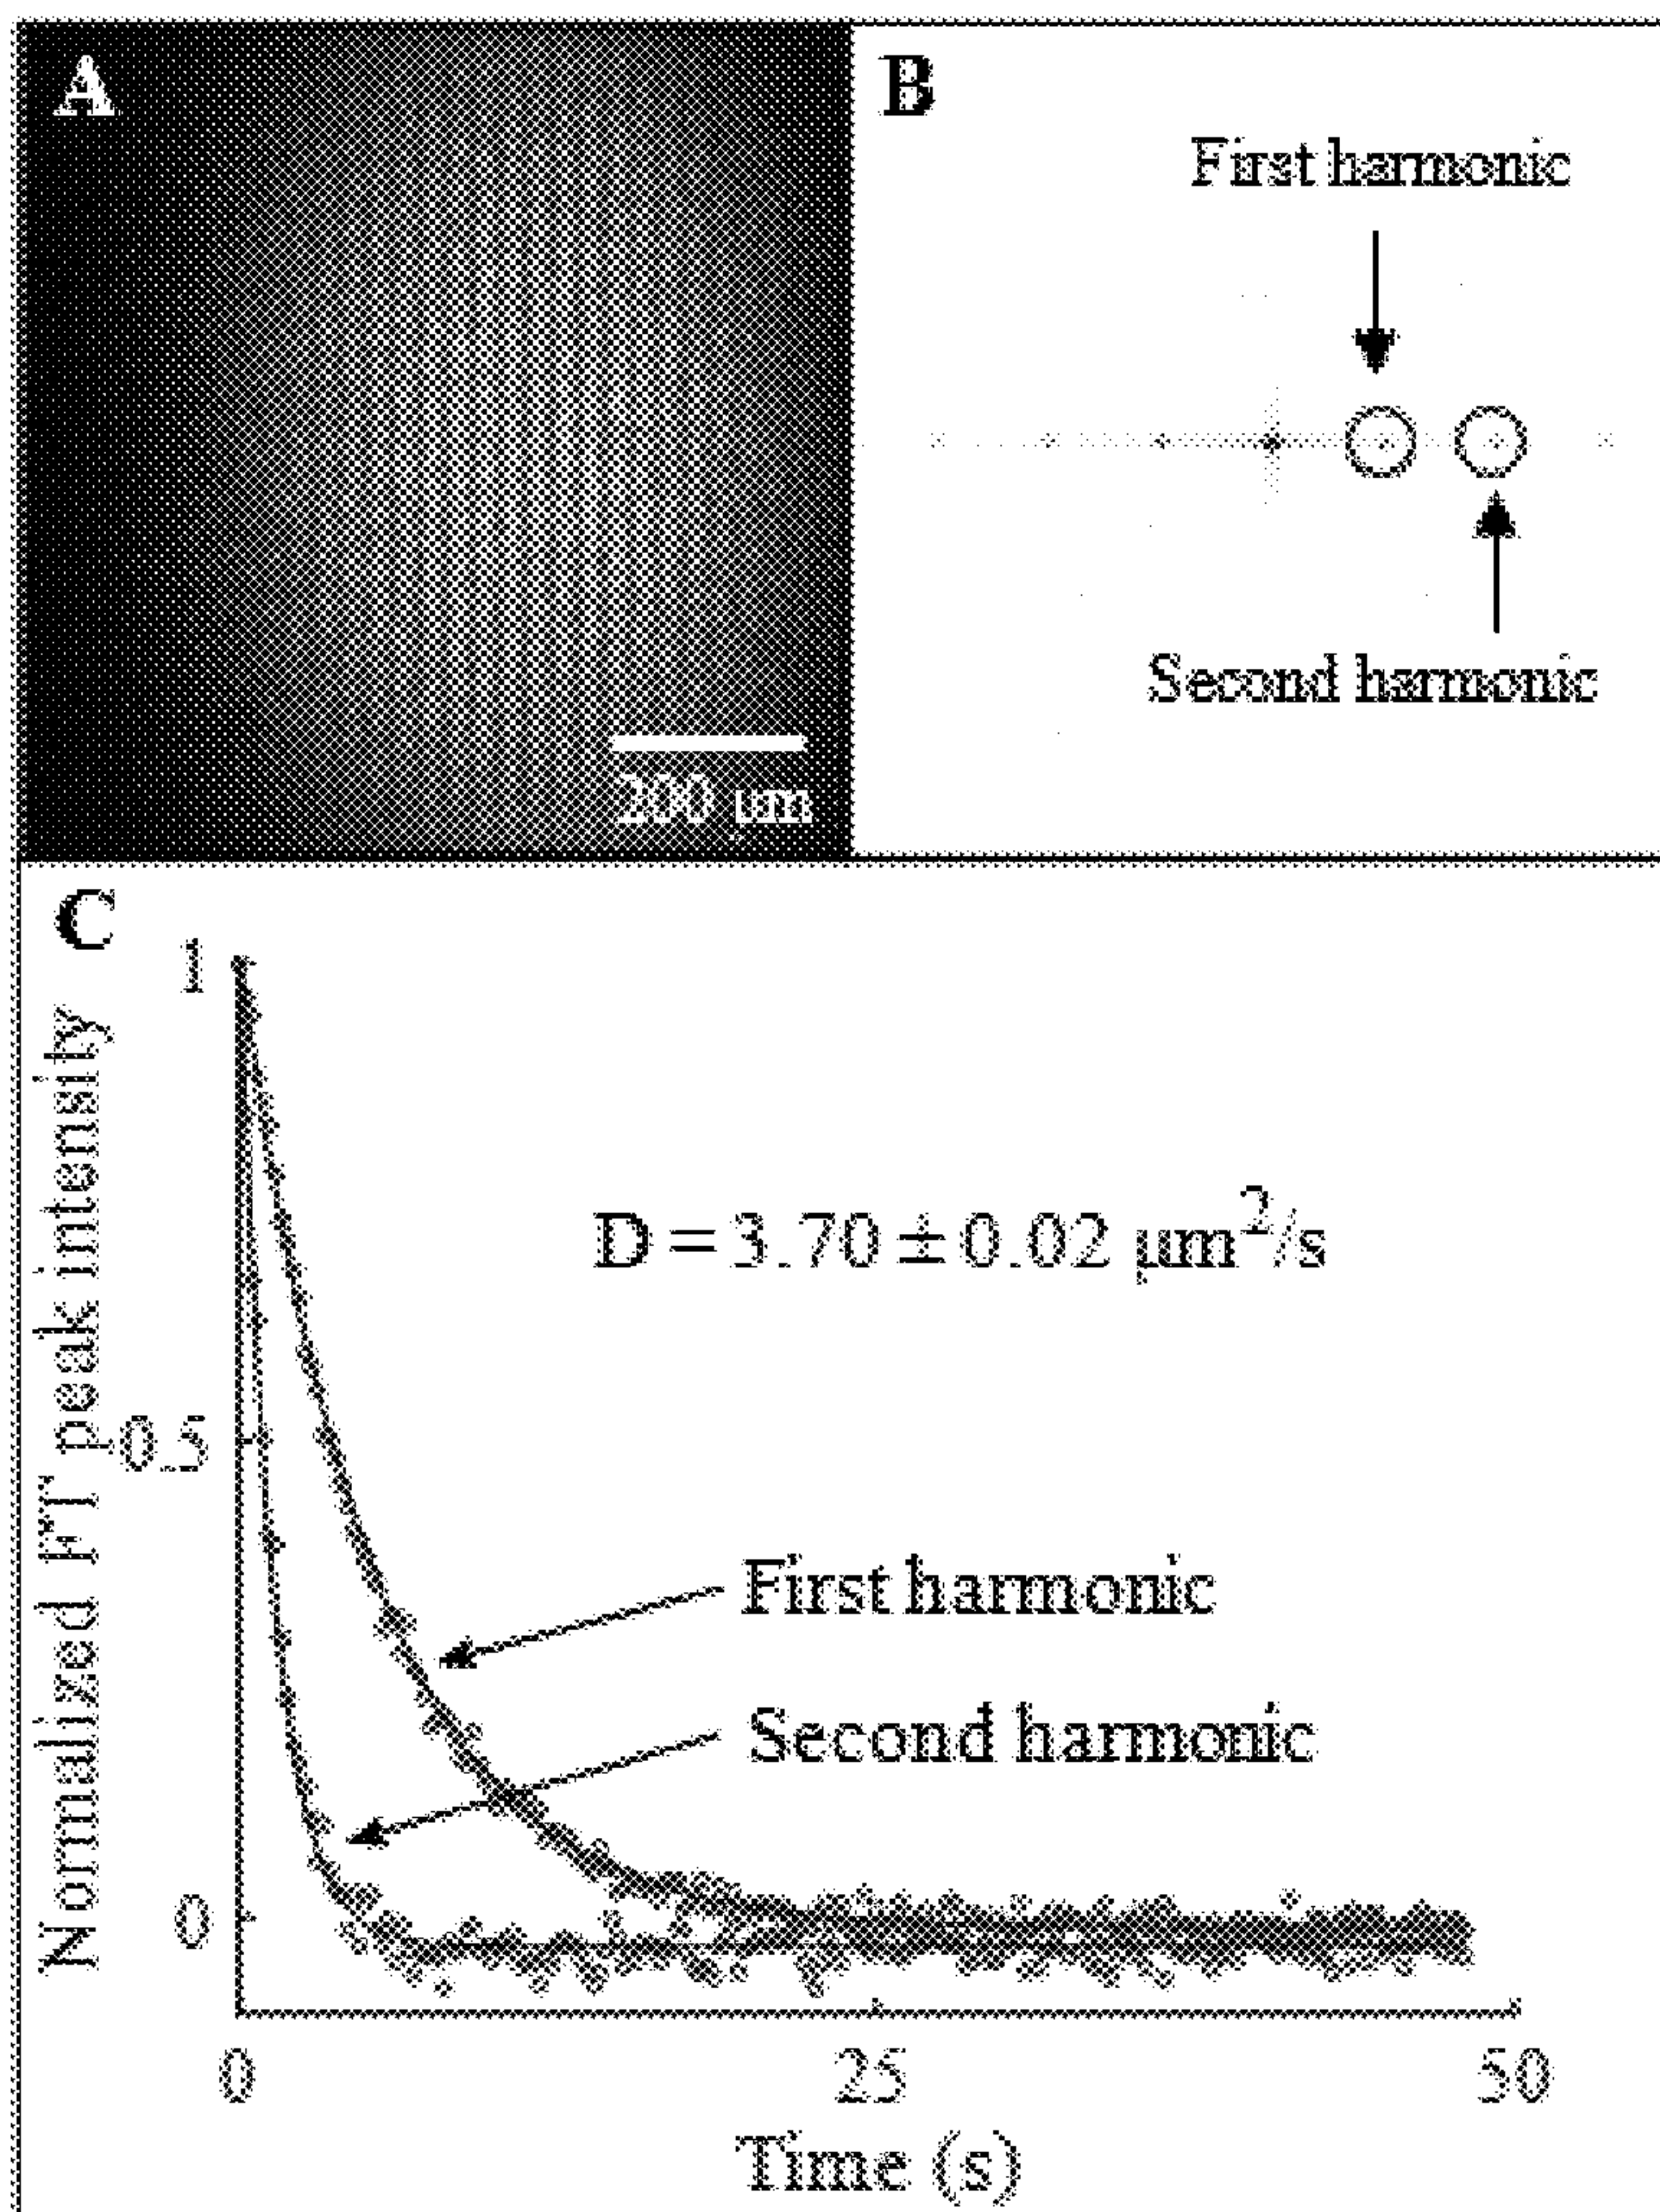 A
200 μm
B
First harmonic
Second harmonic
C
Normalized FT peak intensity
1
0.5
0
D = 3.70 ± 0.02 μm²/s
First harmonic
Second harmonic
0 25 50
Time (s)